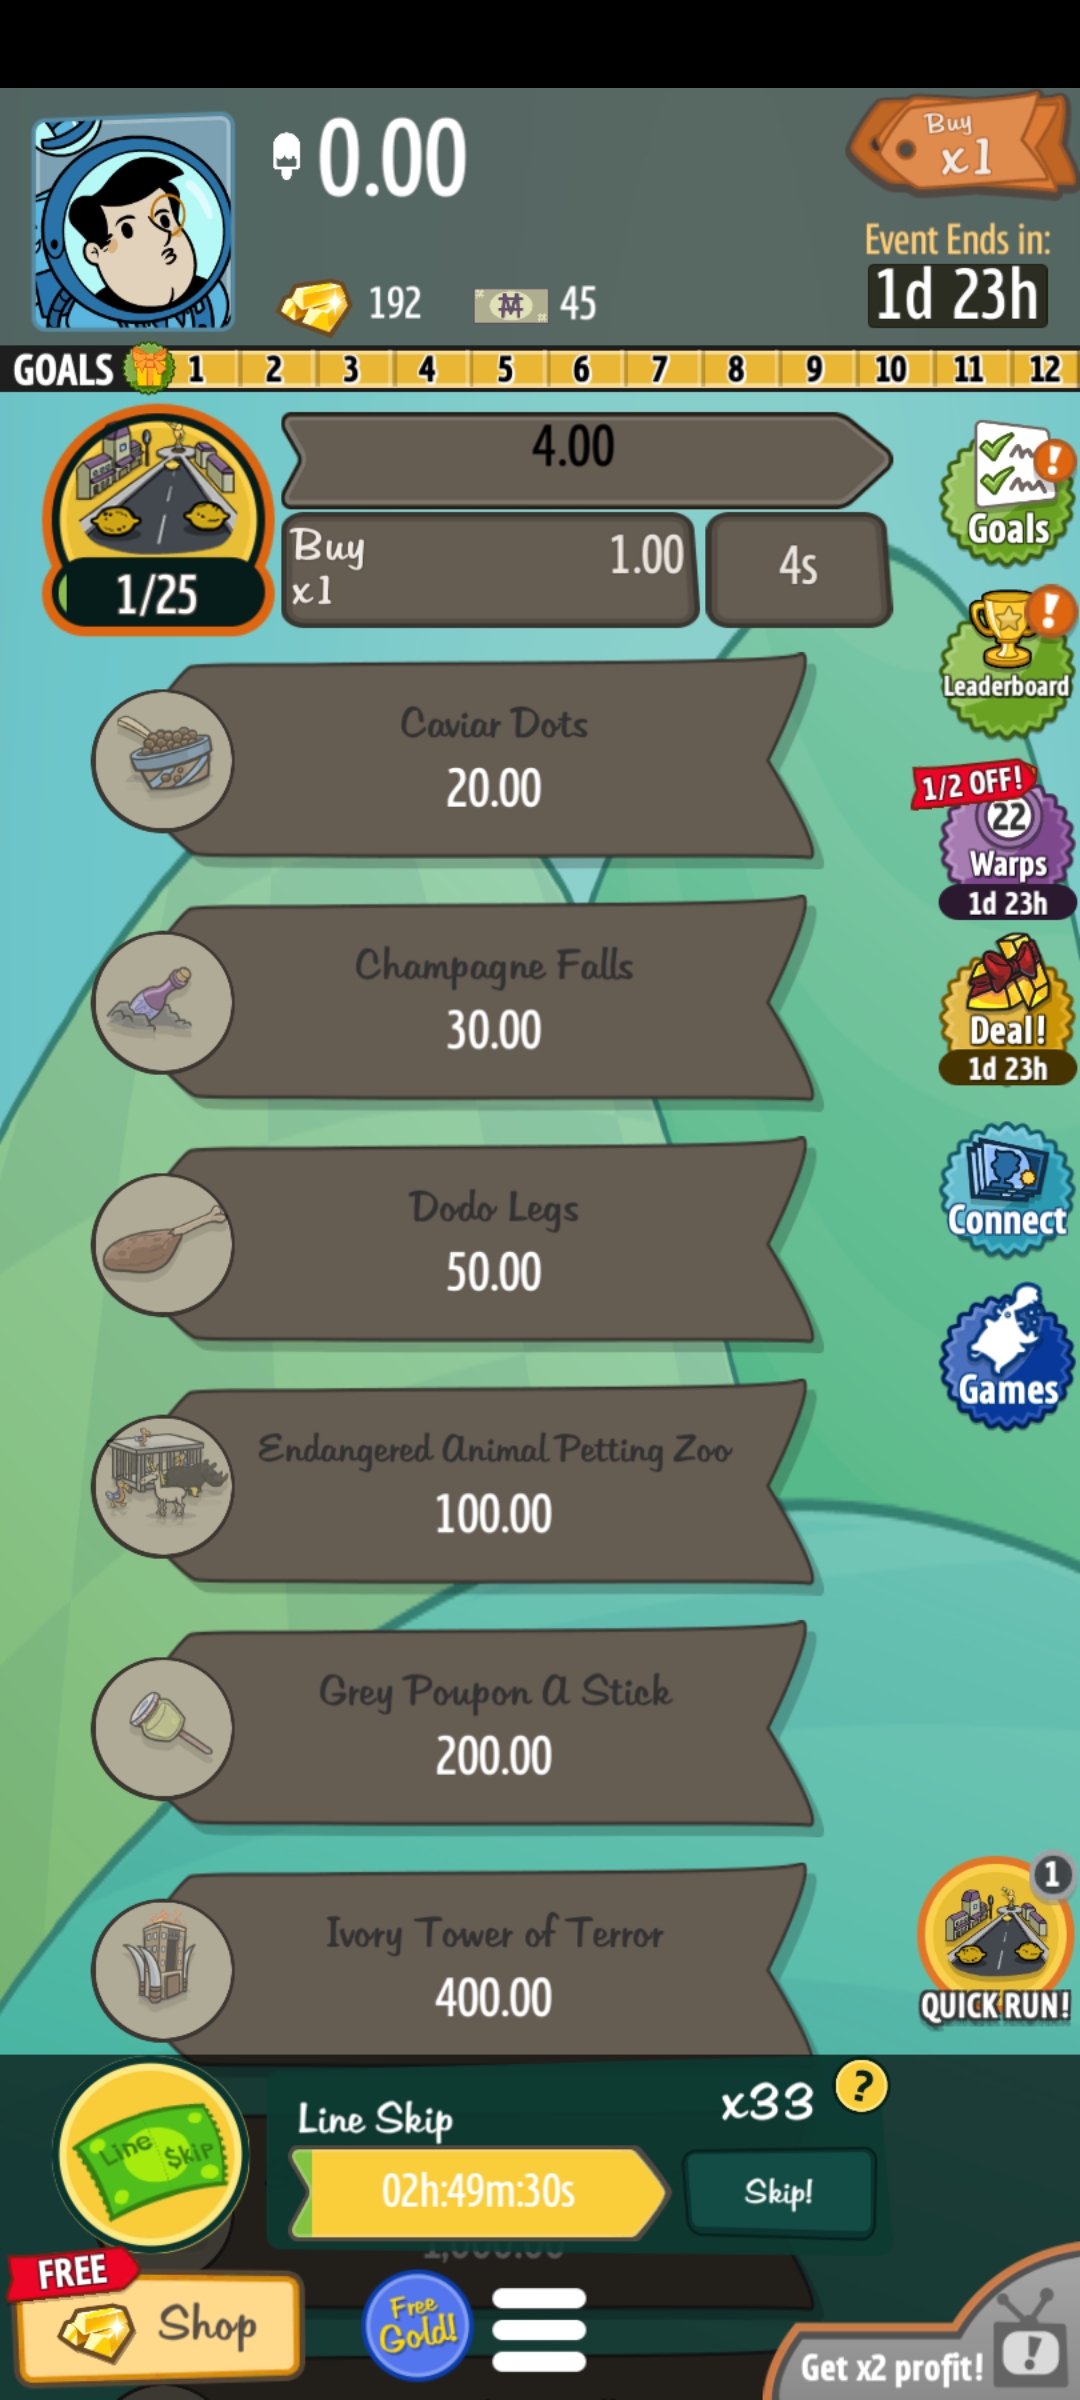 0.00
Buy
x1
Event Ends in:
1d 23h
192
45
GOALS 1 2 3 4 5 6 7 8 9 10 11 12
4.00
Buy
x1
1.00
4s
1/25
Goals
Leaderboard
Caviar Dots
20.00
1/2 OFF!
22
Warps
1d 23h
Champagne Falls
30.00
Deal!
1d 23h
Dodo Legs
50.00
Connect
Games
Endangered Animal Petting Zoo
100.00
Grey Poupon A Stick
200.00
Ivory Tower of Terror
400.00
1
QUICK RUN!
Line $kip
Line Skip
x33
?
02h:49m:30s
Skip!
1,000.00
FREE
Shop
Free
Gold!
Get x2 profit!